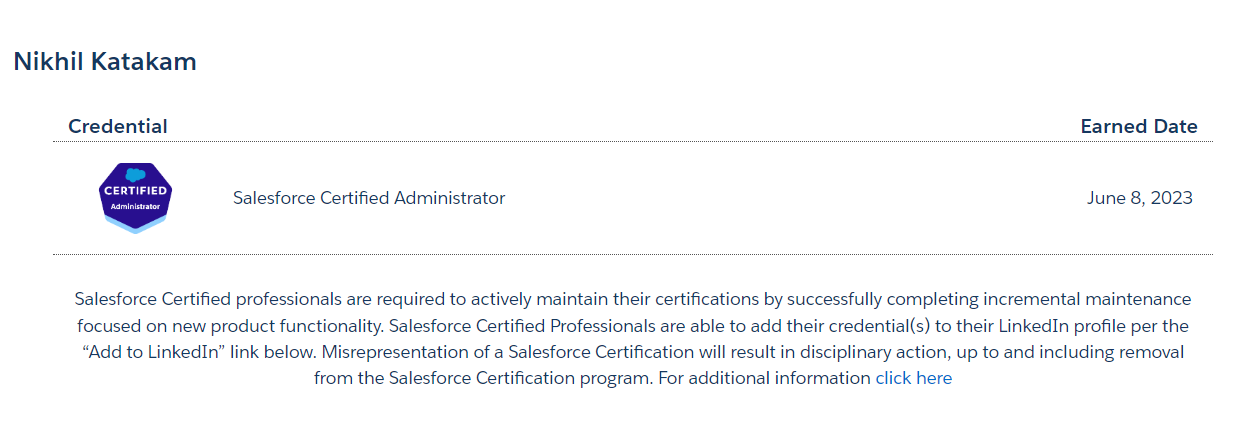 Nikhil Katakam
Credential
Earned Date
CERTIFIED
Administrator
Salesforce Certified Administrator
June 8, 2023
Salesforce Certified professionals are required to actively maintain their certifications by successfully completing incremental maintenance
focused on new product functionality. Salesforce Certified Professionals are able to add their credential(s) to their LinkedIn profile per the
“Add to LinkedIn” link below. Misrepresentation of a Salesforce Certification will result in disciplinary action, up to and including removal
from the Salesforce Certification program. For additional information click here